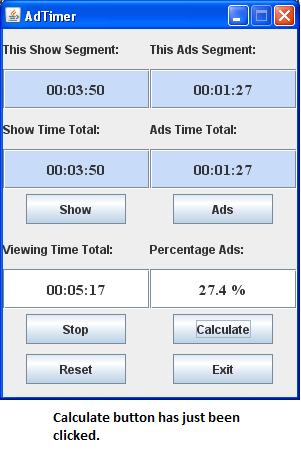 AdTimer
This Show Segment: This Ads Segment:
00:03:50 00:01:27
Show Time Total: Ads Time Total:
00:03:50 00:01:27
Show Ads
Viewing Time Total: Percentage Ads:
00:05:17 27.4 %
Stop Calculate
Reset Exit
Calculate button has just been
clicked.